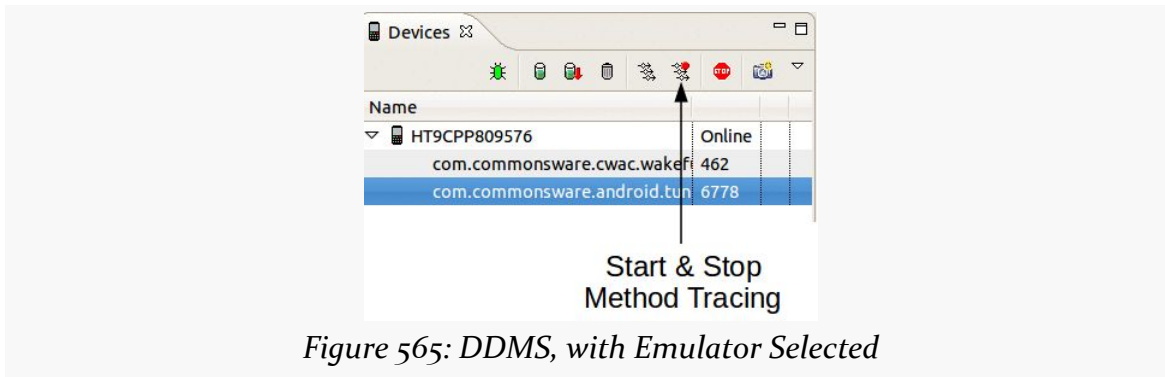 Devices
STOP
Name
HT9CPP809576 Online
com.commonsware.cwac.wakef 462
com.commonsware.android.tun 6778
Start & Stop
Method Tracing
Figure 565: DDMS, with Emulator Selected